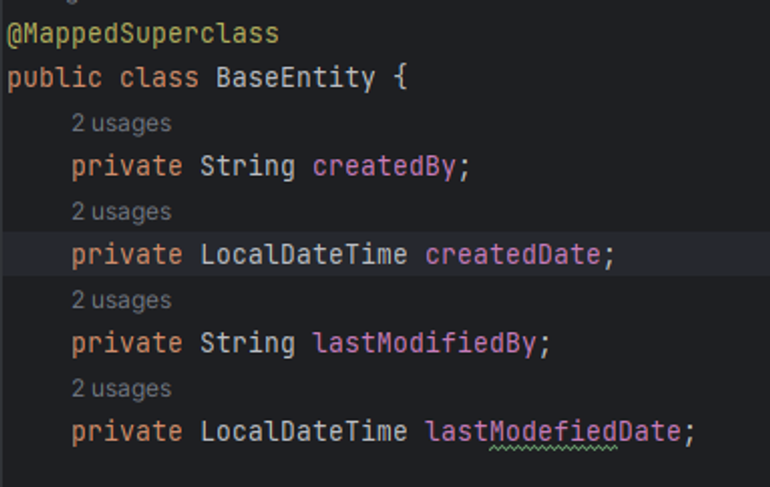 @MappedSuperclass
public class BaseEntity {
2 usages
private String createdBy;
2 usages
private LocalDateTime createdDate;
2 usages
private String lastModifiedBy;
2 usages
private LocalDateTime lastModefiedDate;